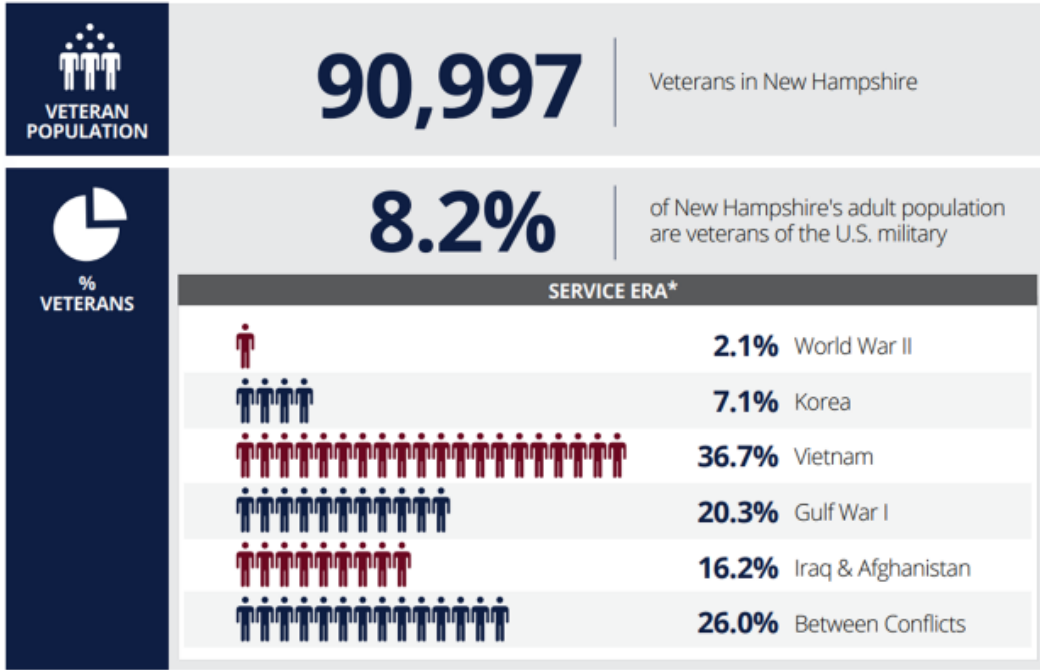 VETERAN
POPULATION
90,997
Veterans in New Hampshire
%
VETERANS
8.2%
of New Hampshire's adult population
are veterans of the U.S. military
SERVICE ERA*
2.1% World War II
7.1% Korea
36.7% Vietnam
20.3% Gulf War I
16.2% Iraq & Afghanistan
26.0% Between Conflicts